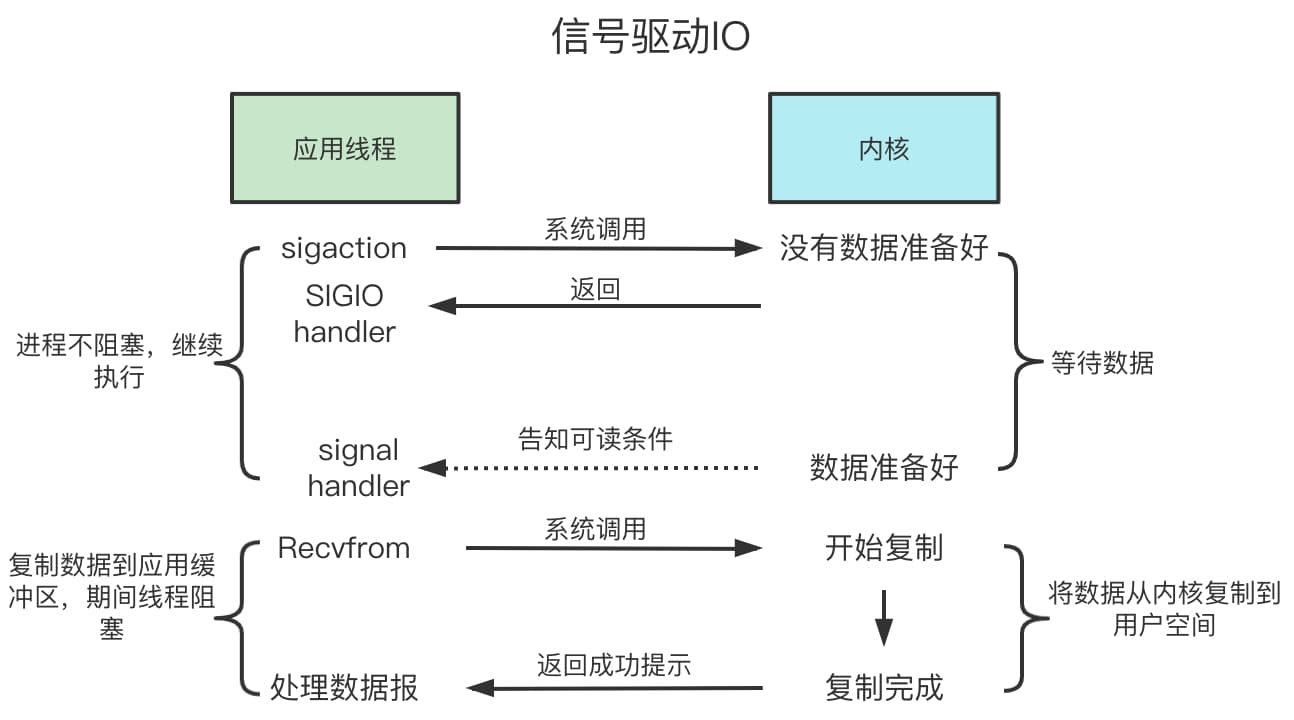 信号驱动IO
应用线程
内核
系统调用
sigaction
没有数据准备好
返回
SIGIO
handler
进程不阻塞，继续
执行
等待数据
告知可读条件
signal
handler
数据准备好
系统调用
Recvfrom
开始复制
复制数据到应用缓
冲区，期间线程阻
塞
将数据从内核复制到
用户空间
返回成功提示
处理数据报
复制完成